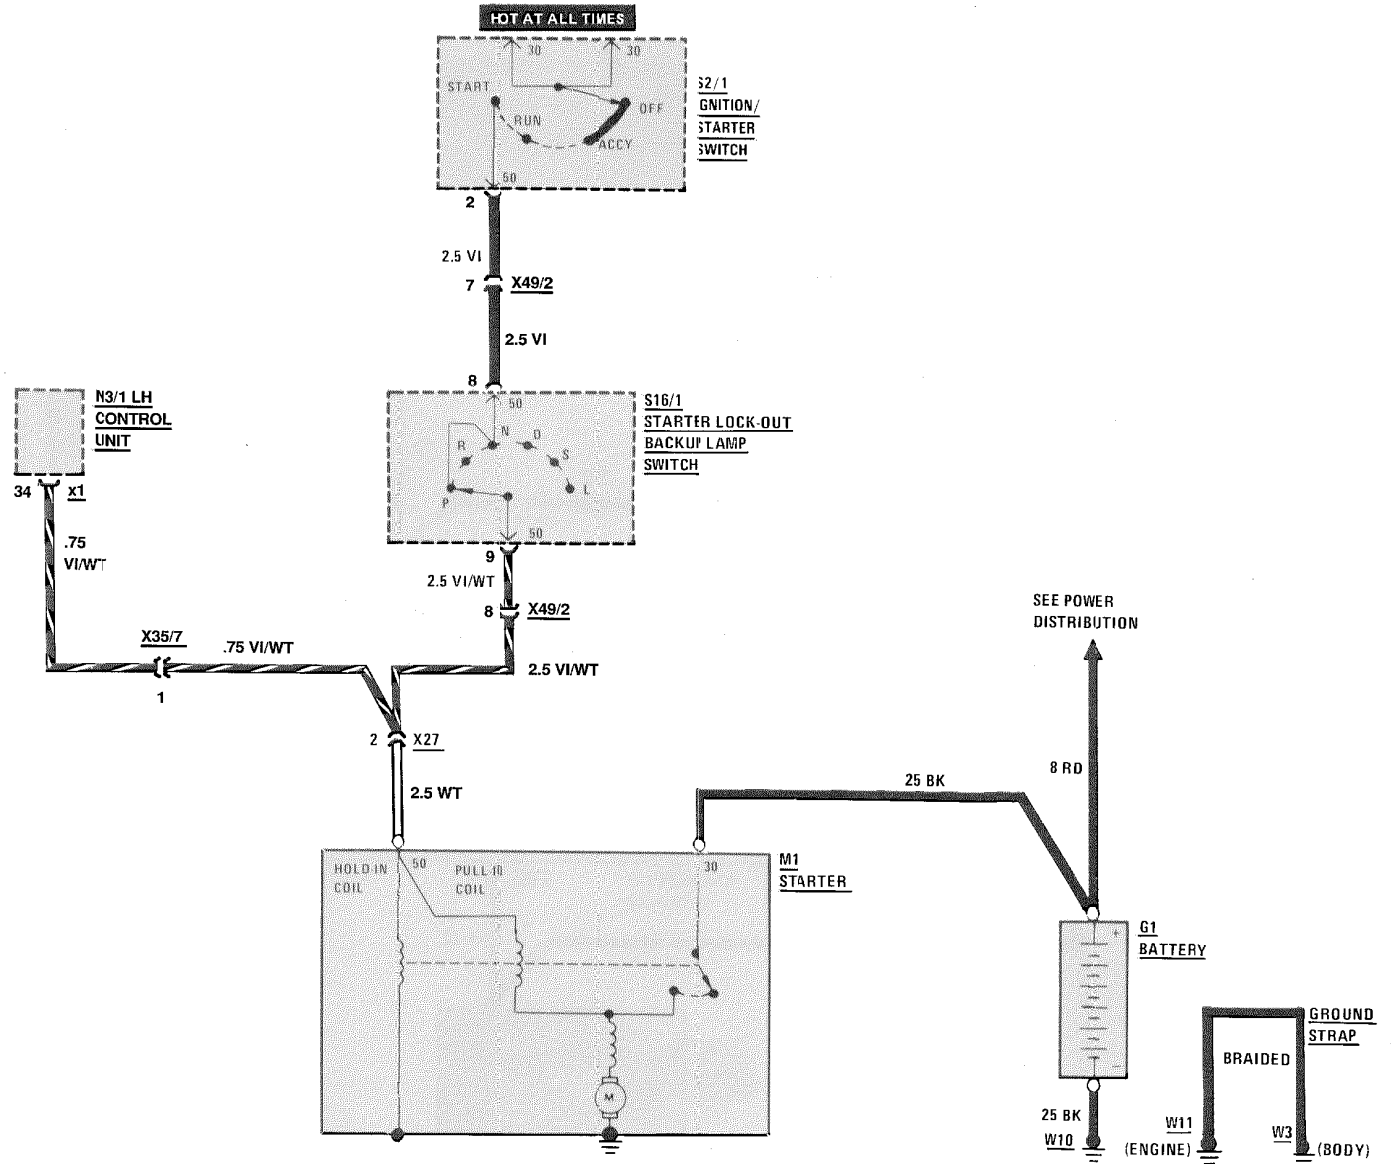 HOT AT ALL TIMES
30
30
START
OFF
RUN
ACCY
50
S2/1
IGNITION/
STARTER
SWITCH
2
2.5 VI
7
X49/2
2.5 VI
8
50
N
D
R
S
P
L
50
S16/1
STARTER LOCK-OUT
BACKUP LAMP
SWITCH
N3/1 LH
CONTROL
UNIT
34
x1
.75
VI/WT
9
2.5 VI/WT
8
X49/2
X35/7
.75 VI/WT
2.5 VI/WT
1
2
X27
2.5 WT
SEE POWER
DISTRIBUTION
8 RD
25 BK
HOLD IN
COIL
50
PULL IN
COIL
30
M1
STARTER
M
+
-
G1
BATTERY
GROUND
STRAP
BRAIDED
25 BK
W10
W11
(ENGINE)
W3
(BODY)